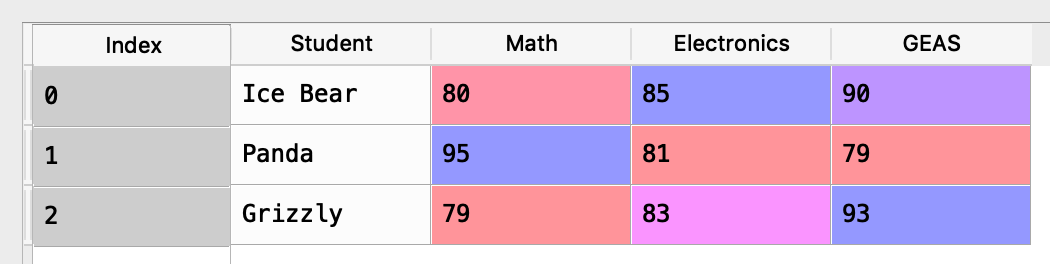 Index Student Math Electronics GEAS
0 Ice Bear 80 85 90
1 Panda 95 81 79
2 Grizzly 79 83 93